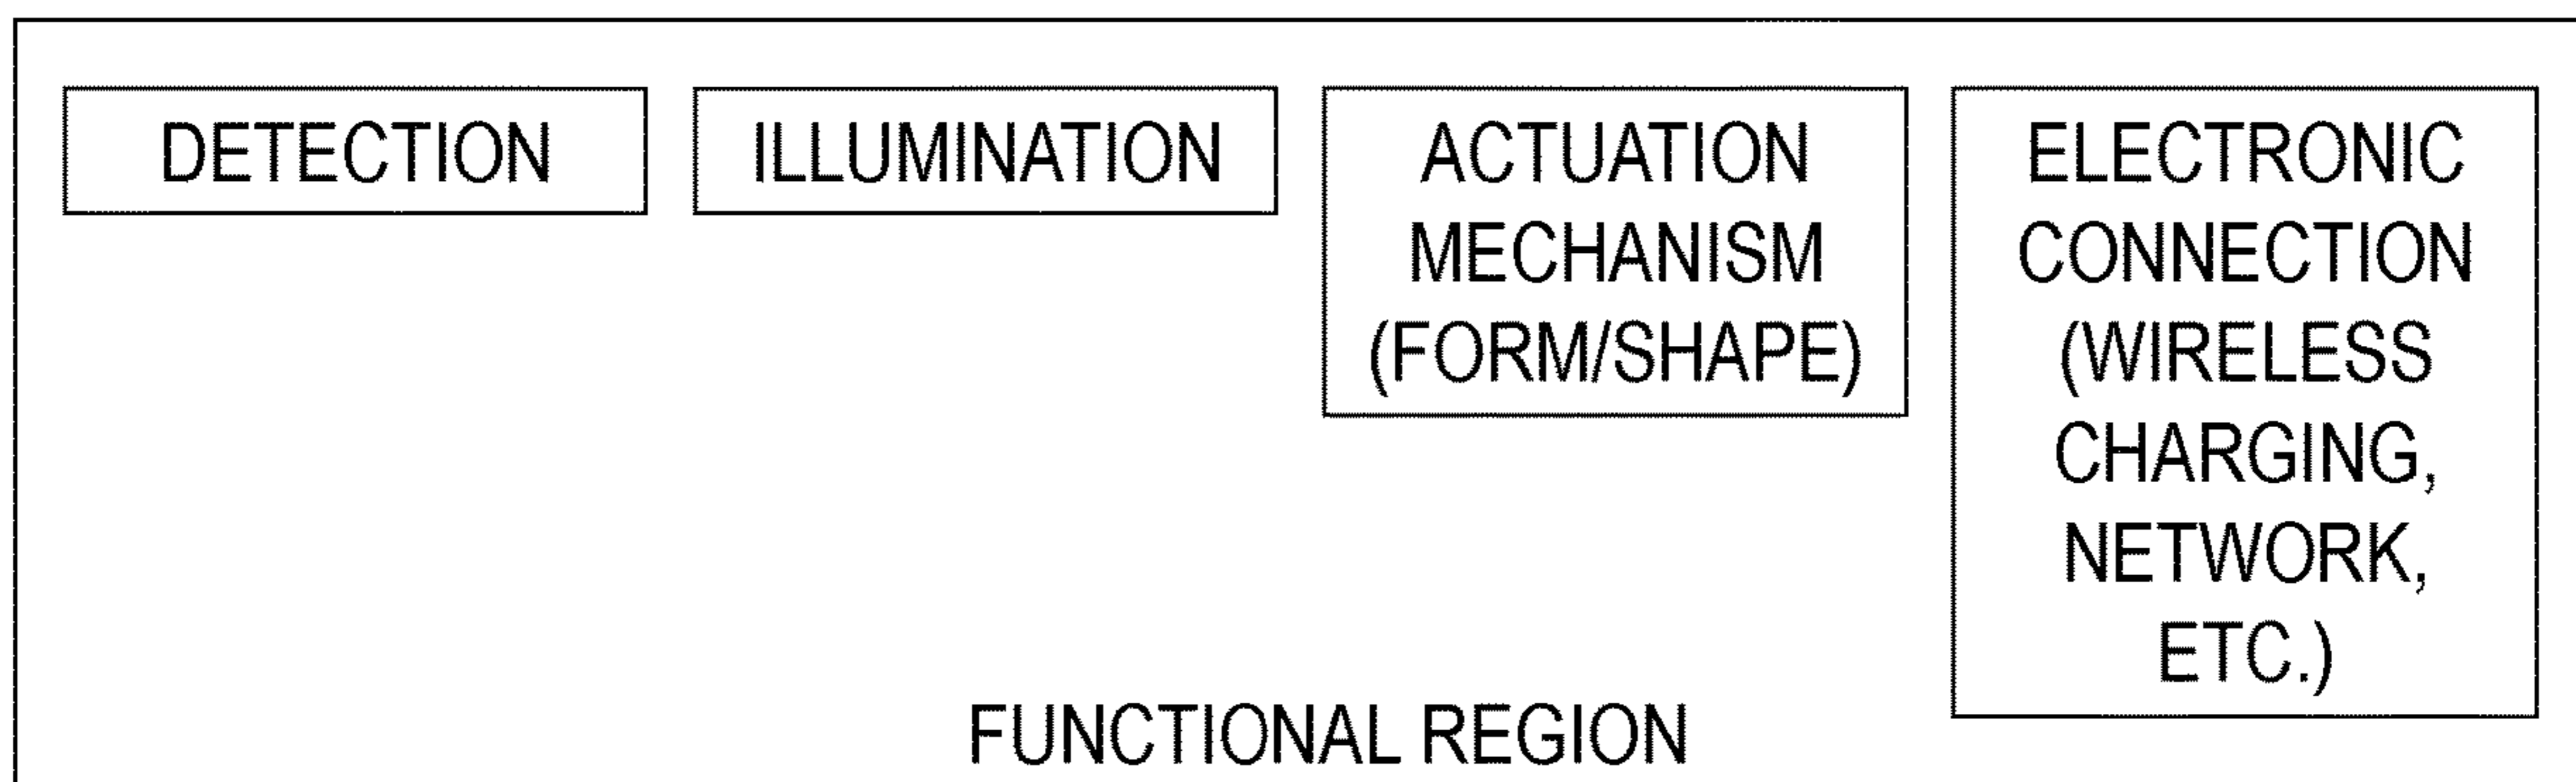 DETECTION
ILLUMINATION
ACTUATION
MECHANISM
(FORM/SHAPE)
ELECTRONIC
CONNECTION
(WIRELESS
CHARGING,
NETWORK,
ETC.)
FUNCTIONAL REGION